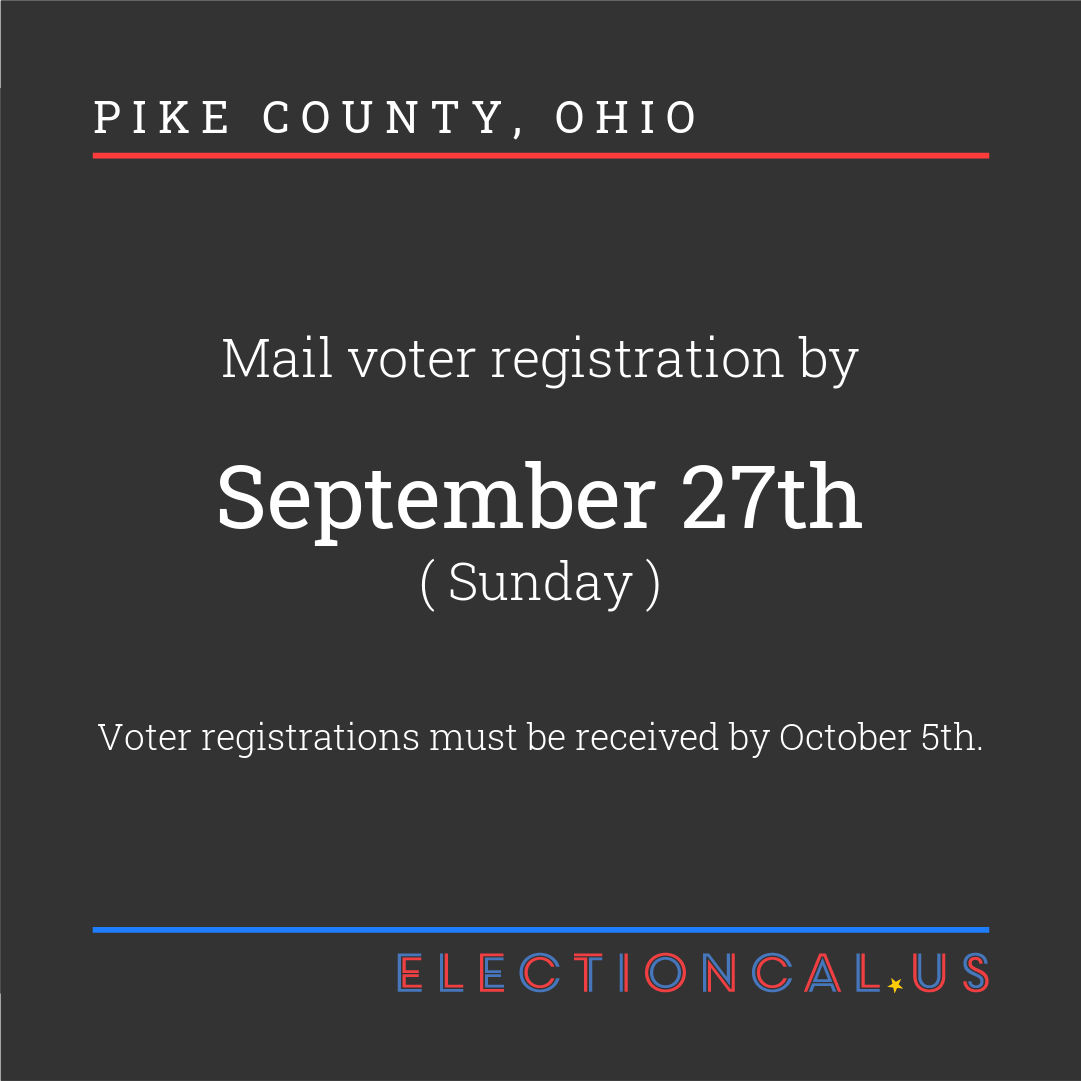 PIKE COUNTY, OHIO
Mail voter registration by
September 27th
( Sunday )
Voter registrations must be received by October 5th.
ELECTIONCAL.US